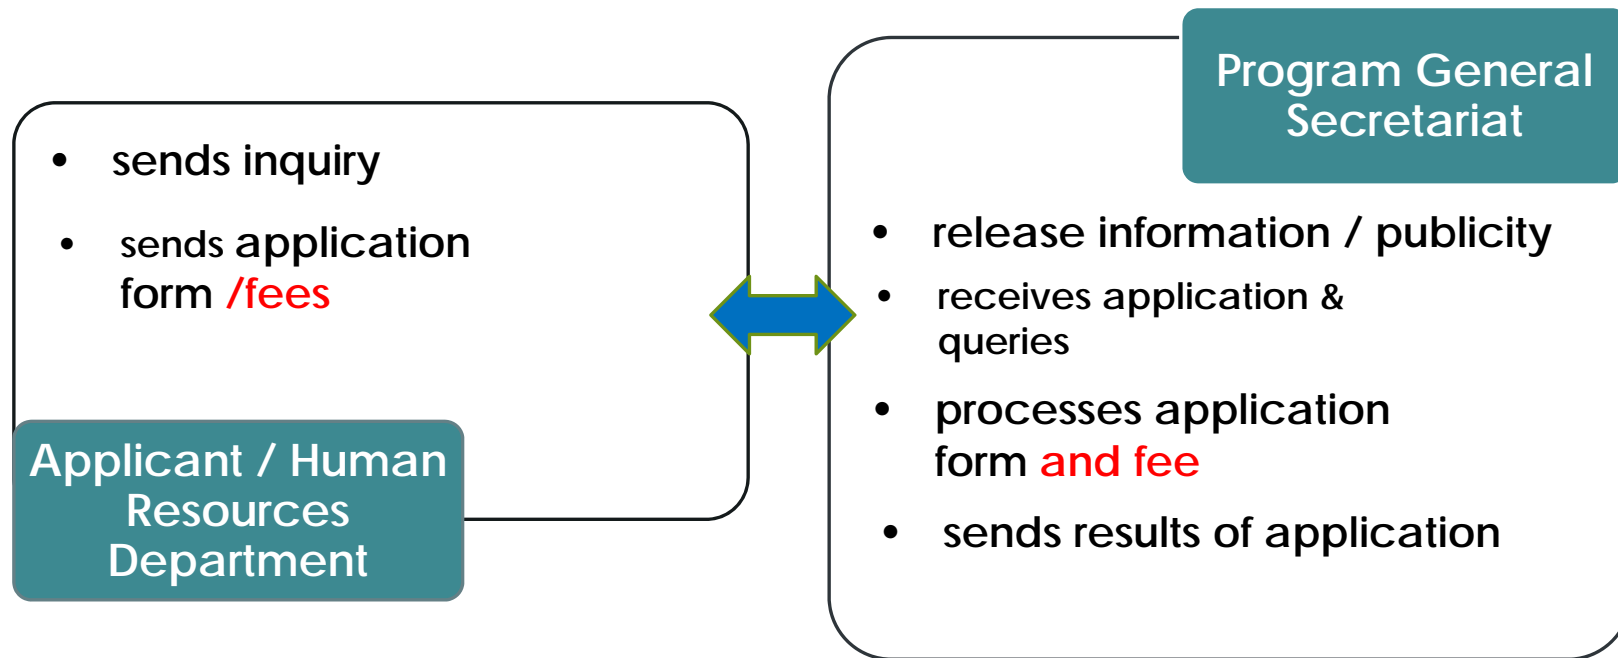 • sends inquiry
• sends application
form /fees
Applicant / Human
Resources
Department
Program General
Secretariat
• release information / publicity
• receives application &
queries
• processes application
form and fee
• sends results of application